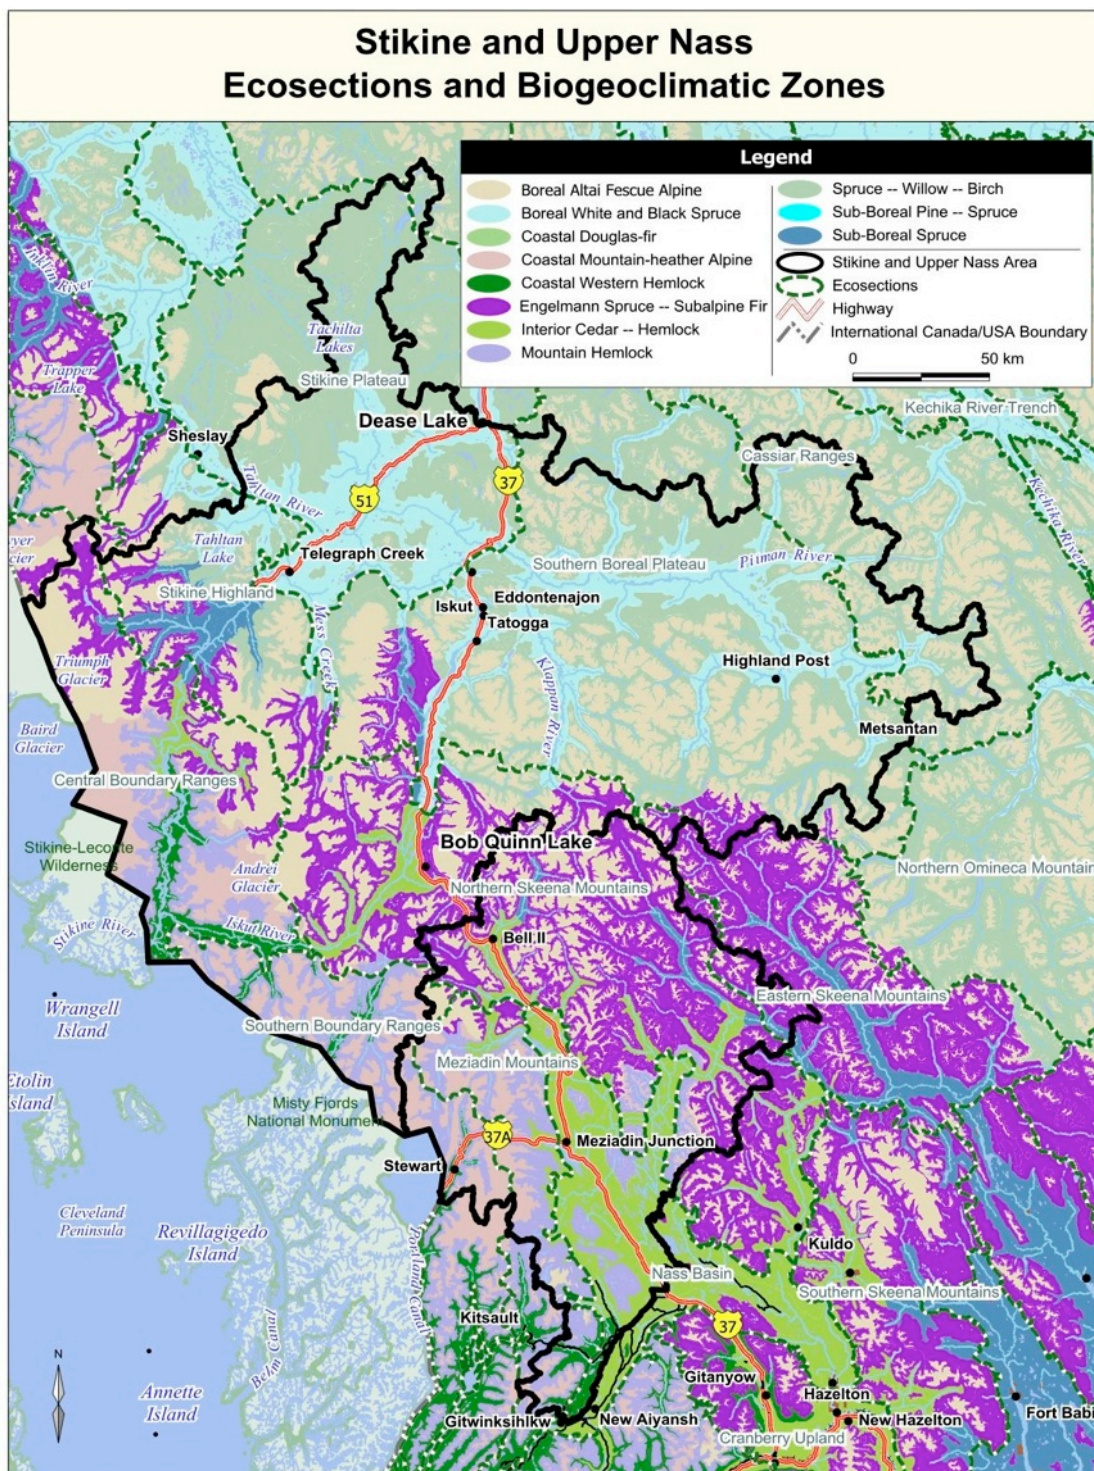 Stikine and Upper Nass
Ecosections and Biogeoclimatic Zones
Legend
Boreal Altai Fescue Alpine
Boreal White and Black Spruce
Coastal Douglas-fir
Coastal Mountain-heather Alpine
Coastal Western Hemlock
Engelmann Spruce -- Subalpine Fir
Interior Cedar -- Hemlock
Mountain Hemlock
Spruce -- Willow -- Birch
Sub-Boreal Pine -- Spruce
Sub-Boreal Spruce
Stikine and Upper Nass Area
Ecosections
Highway
International Canada/USA Boundary
0 50 km
Inklin River
Trapper
Lake
Tachilta
Lakes
Stikine Plateau
Dease Lake
Sheslay
Kechika River Trench
Cassiar Ranges
Kechika River
Tahltan River
51
37
Tahltan
Lake
Telegraph Creek
Southern Boreal Plateau
Pitman River
Stikine Highland
Eddontenajon
Iskut
Tatogga
Mess Creek
Triumph
Glacier
Klappan River
Highland Post
Metsantan
Baird
Glacier
Central Boundary Ranges
Stikine-Leconte
Wilderness
Bob Quinn Lake
Andrei
Glacier
Northern Skeena Mountains
Northern Omineca Mountain
Stikine River
Iskut River
Bell II
Wrangell
Island
Eastern Skeena Mountains
Southern Boundary Ranges
Meziadin Mountains
Etolin
Island
Misty Fjords
National Monument
37A
Meziadin Junction
Stewart
Cleveland
Peninsula
Revillagigedo
Island
Portland Canal
Kuldo
Nass Basin
Southern Skeena Mountains
Kitsault
37
N
Behm Canal
Annette
Island
Gitanyow
Hazelton
Gitwinksihlkw
New Aiyansh
New Hazelton
Fort Babi
Cranberry Upland